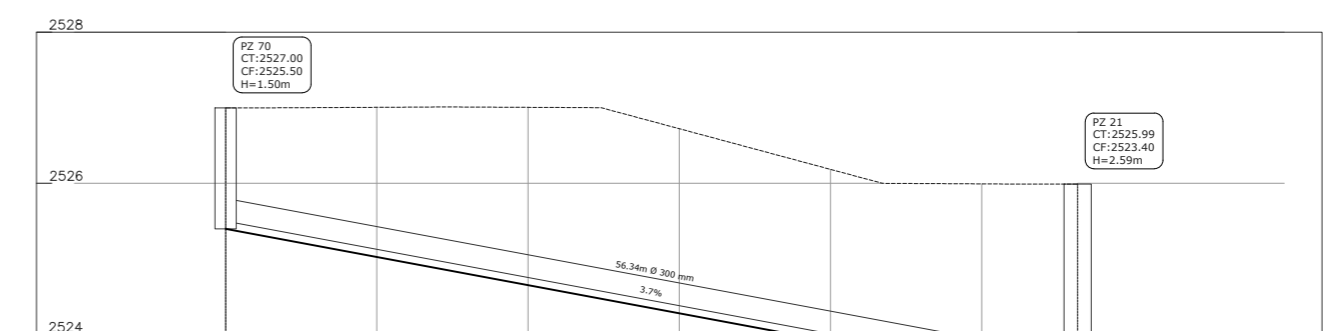 2528
PZ 70
CT:2527.00
CF:2525.50
H=1.50m
PZ 21
CT:2525.99
CF:2523.40
H=2.59m
2526
56.34m Ø 300 mm
3.7%
2524